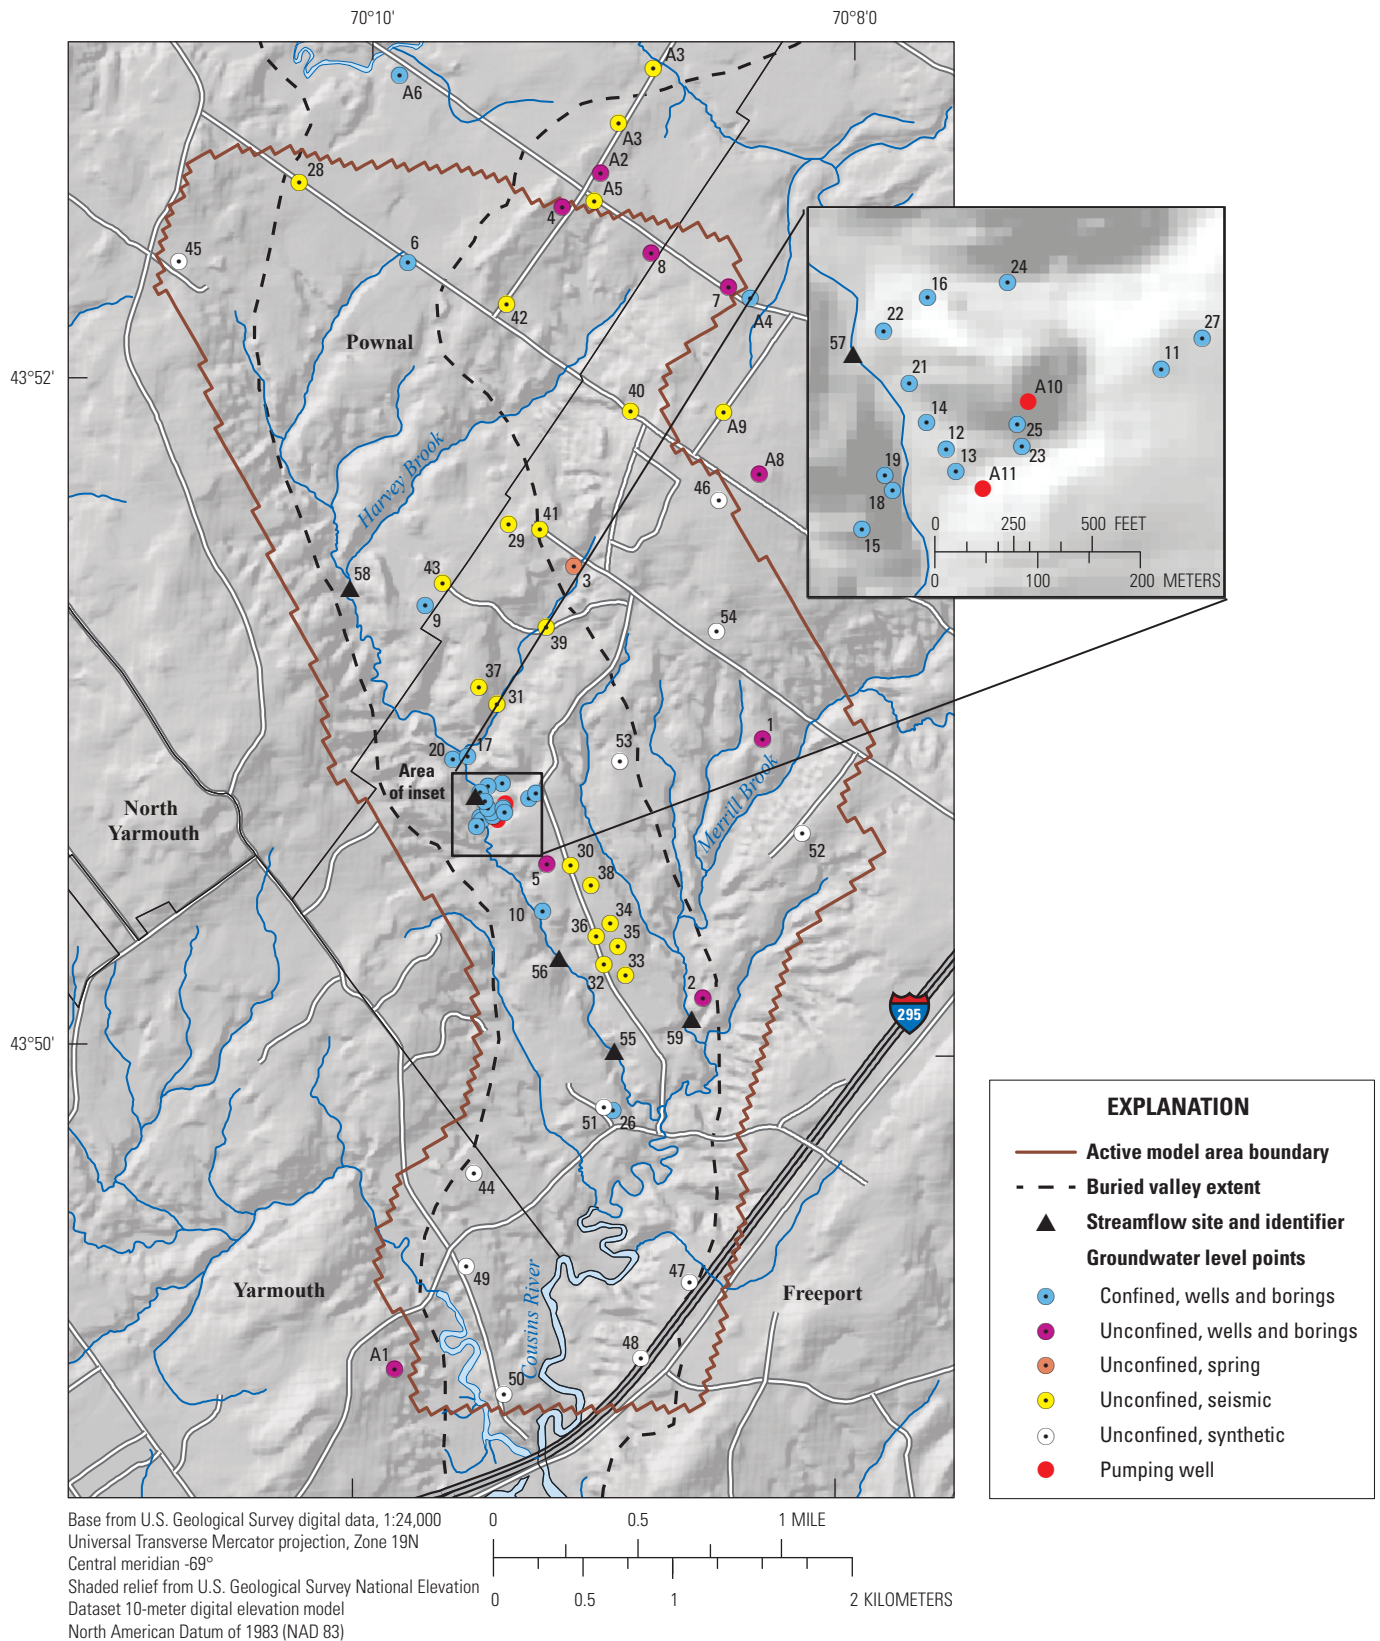 70°10'
70°8'0
A3
A6
A3
A2
A5
28
4
45
6
8
7
A4
42
Pownal
24
16
22
27
57
11
21
A10
14
25
12
23
13
19
A11
18
15
0 250 500 FEET
0 100 200 METERS
43°52'
40
A9
A8
46
Harvey Brook
29
41
3
58
43
9
39
54
37
31
1
53
20
17
Area
of inset
Merrill Brook
North
Yarmouth
52
30
5
38
10
34
36
35
33
32
56
2
59
295
43°50'
55
51
26
44
49
47
Yarmouth
Cousins River
Freeport
48
A1
50
EXPLANATION
Active model area boundary
Buried valley extent
Streamflow site and identifier
Groundwater level points
Confined, wells and borings
Unconfined, wells and borings
Unconfined, spring
Unconfined, seismic
Unconfined, synthetic
Pumping well
Base from U.S. Geological Survey digital data, 1:24,000
Universal Transverse Mercator projection, Zone 19N
Central meridian -69°
Shaded relief from U.S. Geological Survey National Elevation
Dataset 10-meter digital elevation model
North American Datum of 1983 (NAD 83)
0 0.5 1 MILE
0 0.5 1 2 KILOMETERS